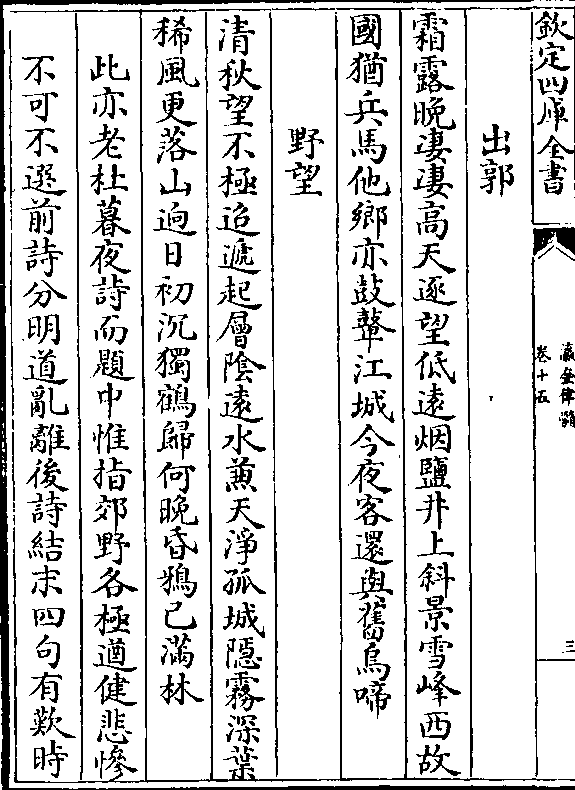 欽定四庫全書
瀛奎律髓
卷十五
三
出郭
霜露晚凄凄高天逐望低逺烟鹽井上斜景雪峰西故
國猶兵馬他鄉亦鼓鼙江城今夜客還與舊烏啼
野望
清秋望不極迢遞起層陰逺水兼天淨孤城隱霧深葉
稀風更落山逈日初沉獨鶴歸何晚昏鴉已滿林
此亦老杜暮夜詩而題中惟指郊野各極遒健悲慘
不可不選前詩分明道亂離後詩結末四句有歎時